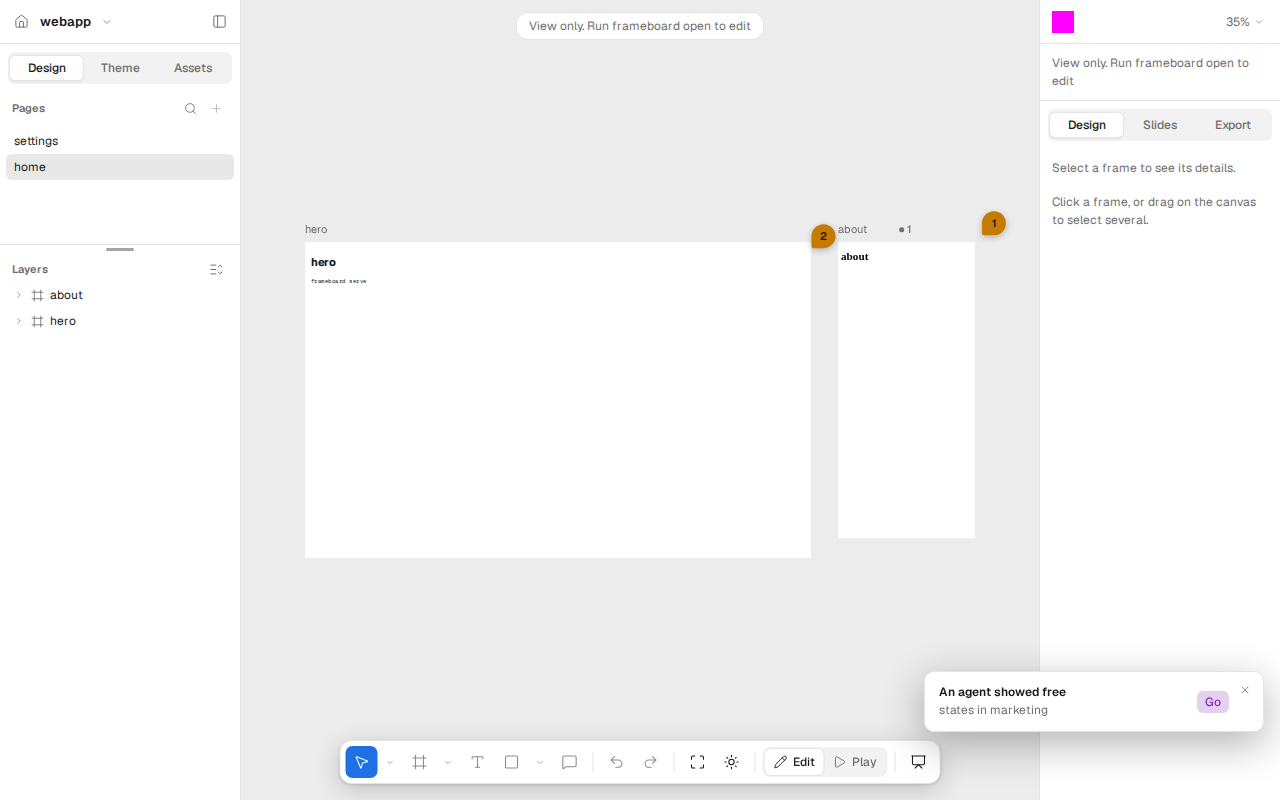 webapp
View only. Run frameboard open to edit
35%
Design
Theme
Assets
View only. Run frameboard open to
edit
Pages
Design
Slides
Export
settings
home
Select a frame to see its details.
Click a frame, or drag on the canvas
to select several.
hero
2
about
1
1
Layers
hero
frameboard serve
about
about
hero
An agent showed free
states in marketing
Go
Edit
Play